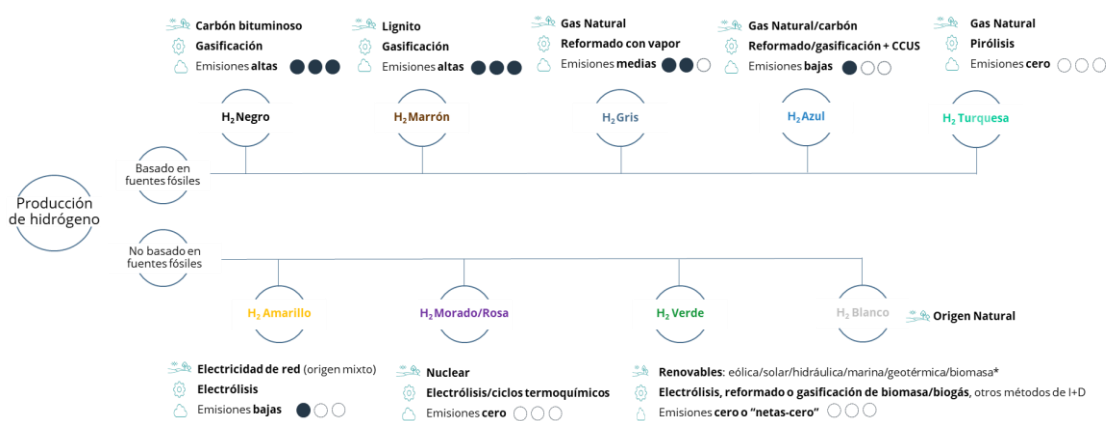 Carbón bituminoso
Gasificación
Emisiones altas
Lignito
Gasificación
Emisiones altas
Gas Natural
Reformado con vapor
Emisiones medias
Gas Natural/carbón
Reformado/gasificación + CCUS
Emisiones bajas
Gas Natural
Pirólisis
Emisiones cero
H₂ Negro
H₂ Marrón
H₂ Gris
H₂ Azul
H₂ Turquesa
Basado en
fuentes fósiles
Producción
de hidrógeno
No basado en
fuentes fósiles
H₂ Amarillo
H₂ Morado/Rosa
H₂ Verde
H₂ Blanco
Origen Natural
Electricidad de red (origen mixto)
Electrólisis
Emisiones bajas
Nuclear
Electrólisis/ciclos termoquímicos
Emisiones cero
Renovables: eólica/solar/hidráulica/marina/geotérmica/biomasa*
Electrólisis, reformado o gasificación de biomasa/biogás, otros métodos de I+D
Emisiones cero o “netas-cero”